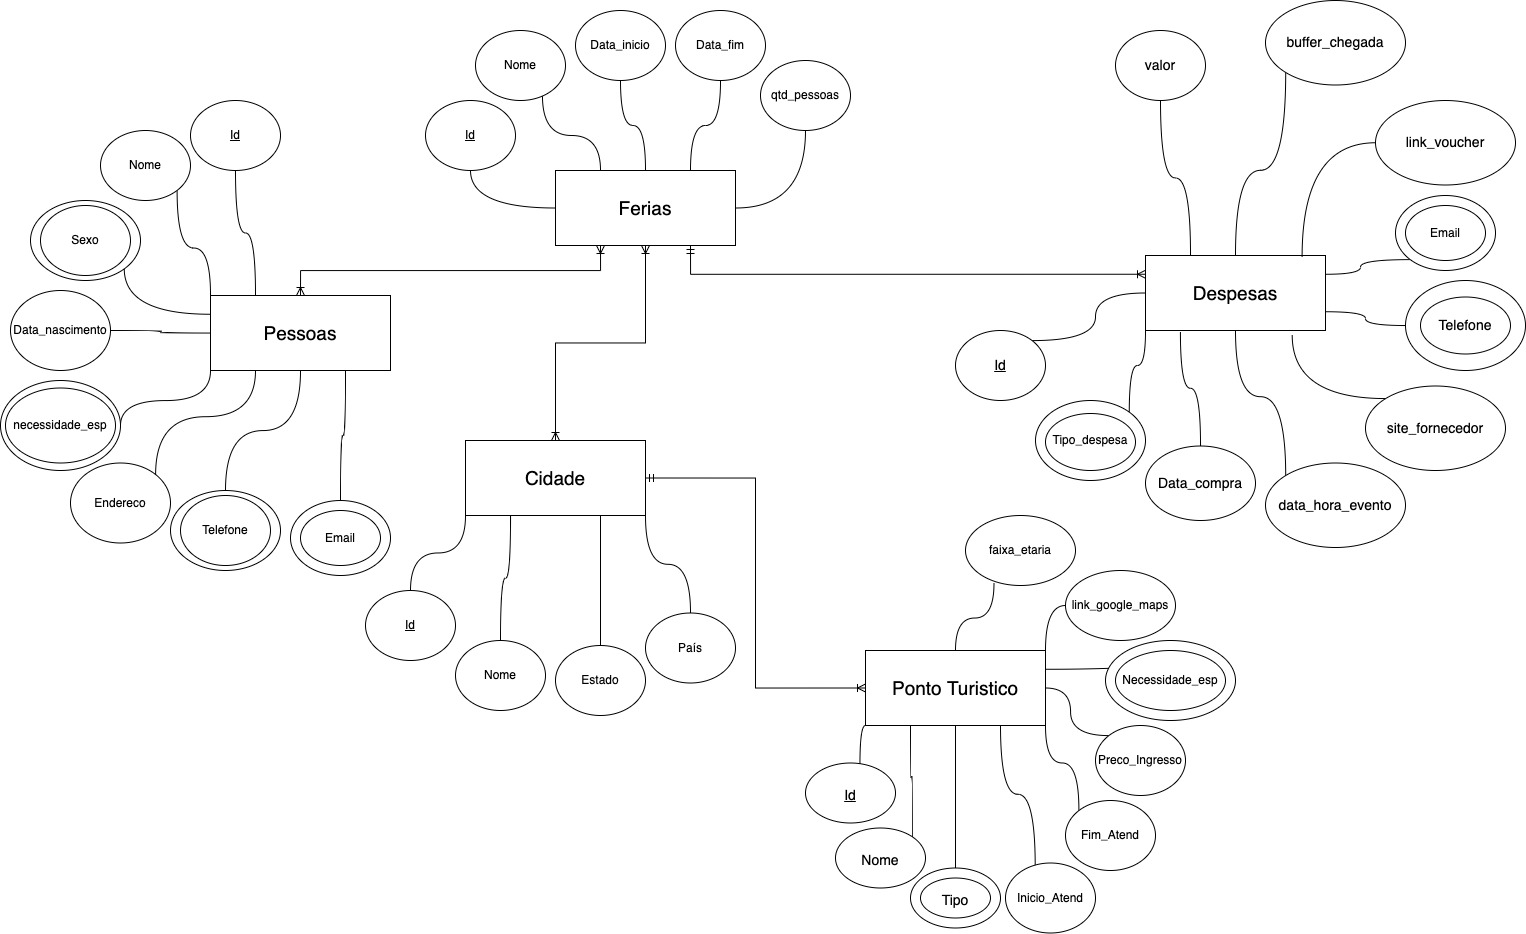 buffer_chegada
Data_inicio
Data_fim
Nome
valor
qtd_pessoas
Id
Id
link_voucher
Nome
Ferias
Email
Sexo
Despesas
Telefone
Data_nascimento
Pessoas
Id
necessidade_esp
site_fornecedor
Tipo_despesa
Cidade
Data_compra
Endereco
data_hora_evento
Telefone
Email
faixa_etaria
link_google_maps
Id
País
Nome
Estado
Necessidade_esp
Ponto Turistico
Preco_Ingresso
Id
Fim_Atend
Nome
Tipo
Inicio_Atend